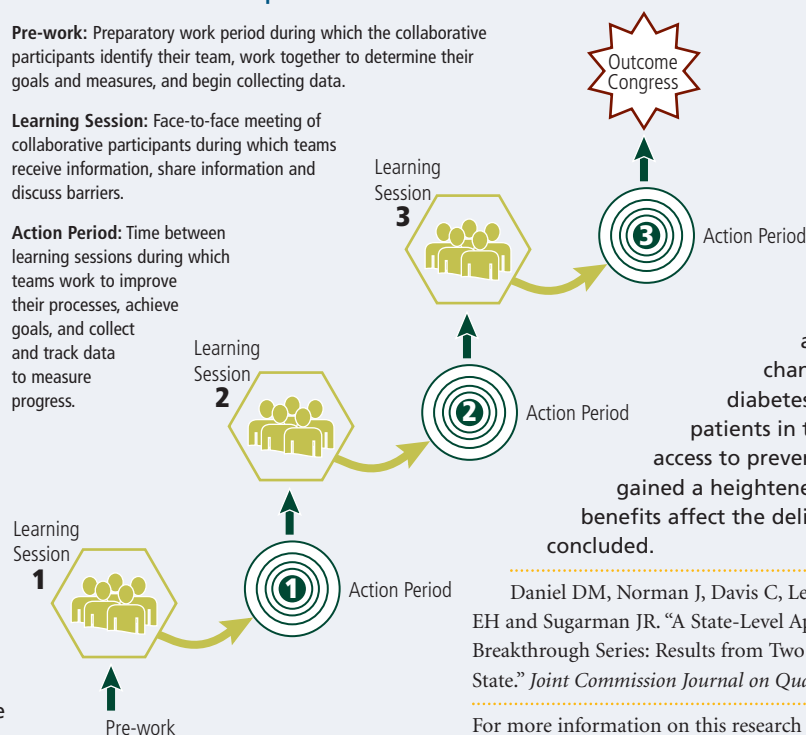 Pre-work: Preparatory work period during which the collaborative
participants identify their team, work together to determine their
goals and measures, and begin collecting data.
Learning Session: Face-to-face meeting of
collaborative participants during which teams
receive information, share information and
discuss barriers.
Action Period: Time between
learning sessions during which
teams work to improve
their processes, achieve
goals, and collect
and track data
to measure
progress.
Outcome
Congress
Learning
Session
3
3
Action Period
Learning
Session
2
2
Action Period
Learning
Session
1
1
Action Period
Pre-work
diabetes
patients in
access to
gained a
benefits affect the
concluded.
Daniel DM, Norman J, Davis C,
EH and Sugarman JR. “A State-Level
Breakthrough Series: Results from Two
State.” Joint Commission Journal on
For more information on this research